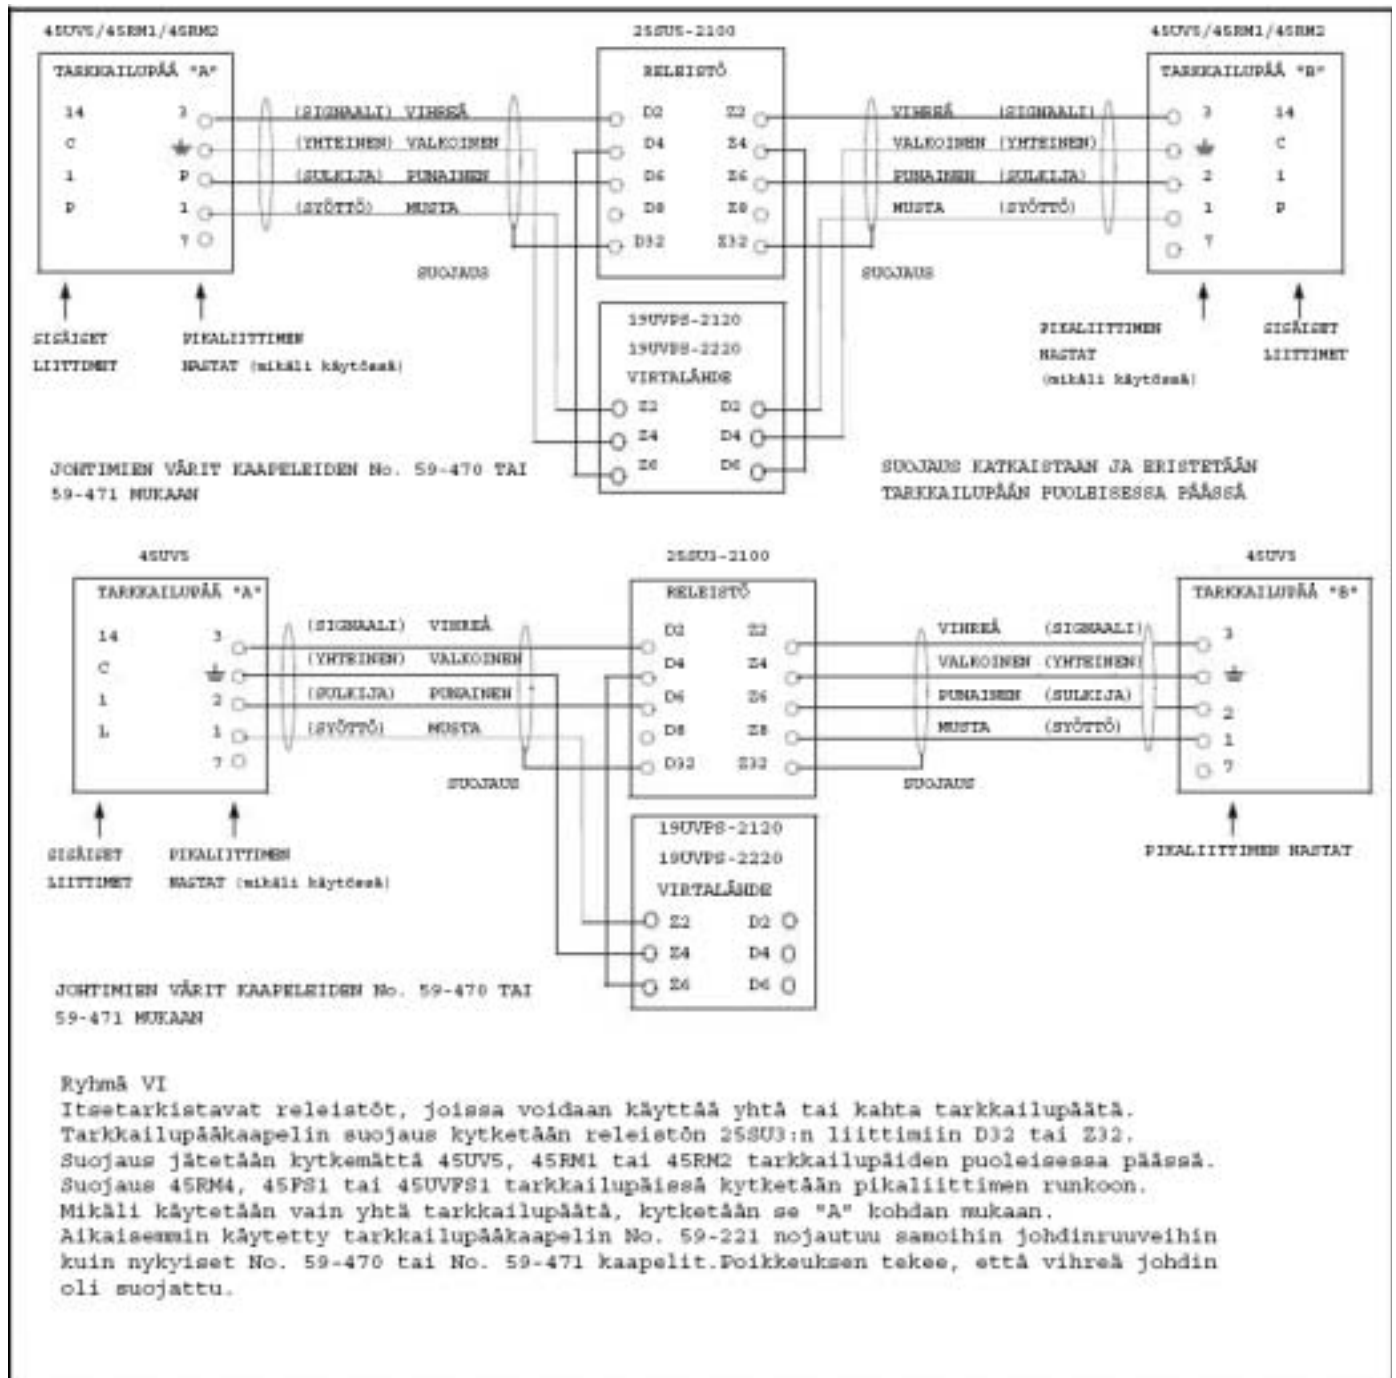 45UV5/45RM1/45RM2
25SU5-2100
45UV5/45RM1/45RM2
TARKKAILUPÄÄ "A"
RELEISTÖ
TARKKAILUPÄÄ "B"
14 3 (SIGNAALI) VIHREÄ D2 Z2 VIHREÄ (SIGNAALI) 3 14
C (YHTEINEN) VALKOINEN D4 Z4 VALKOINEN (YHTEINEN) C
1 P (SULKIJA) PUNAINEN D6 Z6 PUNAINEN (SULKIJA) 2 1
P 1 (SYÖTTÖ) MUSTA D8 Z8 MUSTA (SYÖTTÖ) 1 P
7 D32 Z32 7
SUOJAUS SUOJAUS
SISÄISET
LIITTIMET
PIKALIITTIMEN
NASTAT (mikäli käytössä)
19UVPS-2120
19UVPS-2220
VIRTALÄHDE
Z2 D2
Z4 D4
Z6 D6
PIKALIITTIMEN
NASTAT
(mikäli käytössä)
SISÄISET
LIITTIMET
JOHTIMIEN VÄRIT KAAPELEIDEN No. 59-470 TAI
59-471 MUKAAN
SUOJAUS KATKAISTAAN JA ERISTETÄÄN
TARKKAILUPÄÄN PUOLEISESSA PÄÄSSÄ
45UV5
25SU3-2100
45UV5
TARKKAILUPÄÄ "A"
RELEISTÖ
TARKKAILUPÄÄ "B"
14 3 (SIGNAALI) VIHREÄ D2 Z2 VIHREÄ (SIGNAALI) 3
C (YHTEINEN) VALKOINEN D4 Z4 VALKOINEN (YHTEINEN)
1 2 (SULKIJA) PUNAINEN D6 Z6 PUNAINEN (SULKIJA) 2
L 1 (SYÖTTÖ) MUSTA D8 Z8 MUSTA (SYÖTTÖ) 1
7 D32 Z32 7
SUOJAUS SUOJAUS
SISÄISET
LIITTIMET
PIKALIITTIMEN
NASTAT (mikäli käytössä)
19UVPS-2120
19UVPS-2220
VIRTALÄHDE
Z2 D2
Z4 D4
Z6 D6
PIKALIITTIMEN NASTAT
JOHTIMIEN VÄRIT KAAPELEIDEN No. 59-470 TAI
59-471 MUKAAN
Ryhmä VI
Itsetarkistavat releistöt, joissa voidaan käyttää yhtä tai kahta tarkkailupäätä.
Tarkkailupääkaapelin suojaus kytketään releistön 25SU3:n liittimiin D32 tai Z32.
Suojaus jätetään kytkemättä 45UV5, 45RM1 tai 45RM2 tarkkailupäiden puoleisessa päässä.
Suojaus 45RM4, 45FS1 tai 45UVFS1 tarkkailupäissä kytketään pikaliittimen runkoon.
Mikäli käytetään vain yhtä tarkkailupäätä, kytketään se "A" kohdan mukaan.
Aikaisemmin käytetty tarkkailupääkaapelin No. 59-221 nojautuu samoihin johdinruuveihin
kuin nykyiset No. 59-470 tai No. 59-471 kaapelit.Poikkeuksen tekee, että vihreä johdin
oli suojattu.